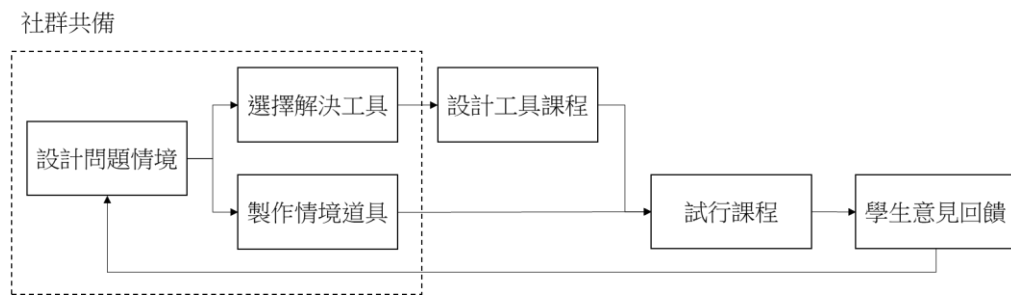 社群共備
選擇解決工具
設計工具課程
設計問題情境
製作情境道具
試行課程
學生意見回饋